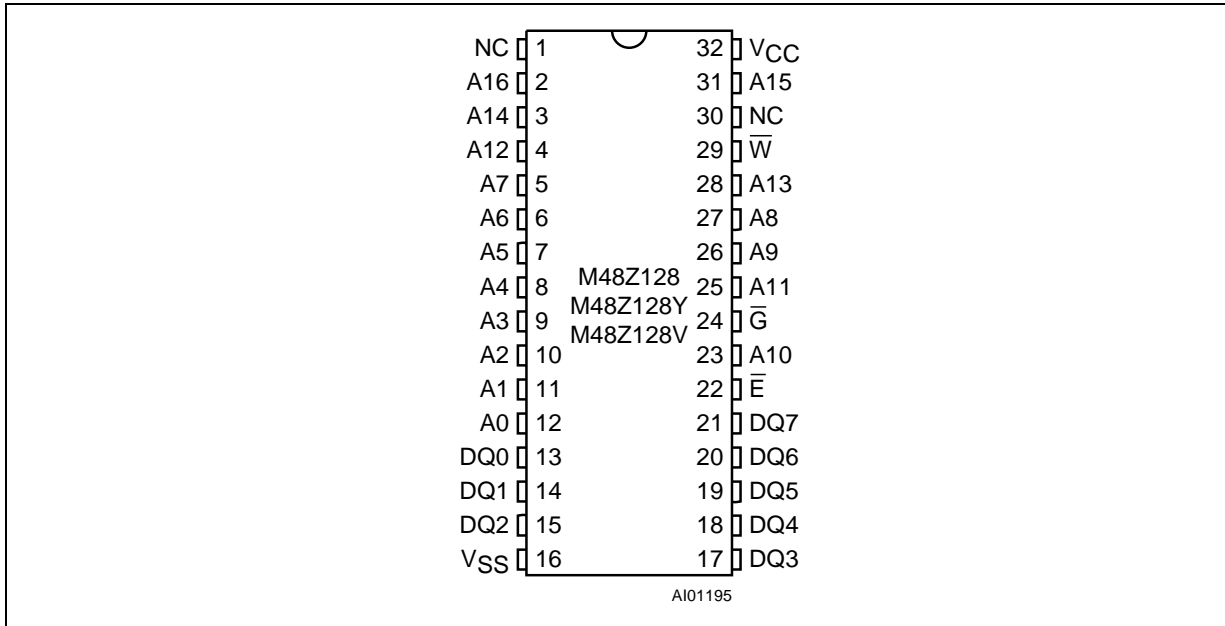 NC 1 32 VCC
A16 2 31 A15
A14 3 30 NC
A12 4 29 W̅
A7 5 28 A13
A6 6 27 A8
A5 7 26 A9
A4 8 M48Z128 25 A11
M48Z128Y
A3 9 M48Z128V 24 G̅
A2 10 23 A10
A1 11 22 E̅
A0 12 21 DQ7
DQ0 13 20 DQ6
DQ1 14 19 DQ5
DQ2 15 18 DQ4
VSS 16 17 DQ3
AI01195